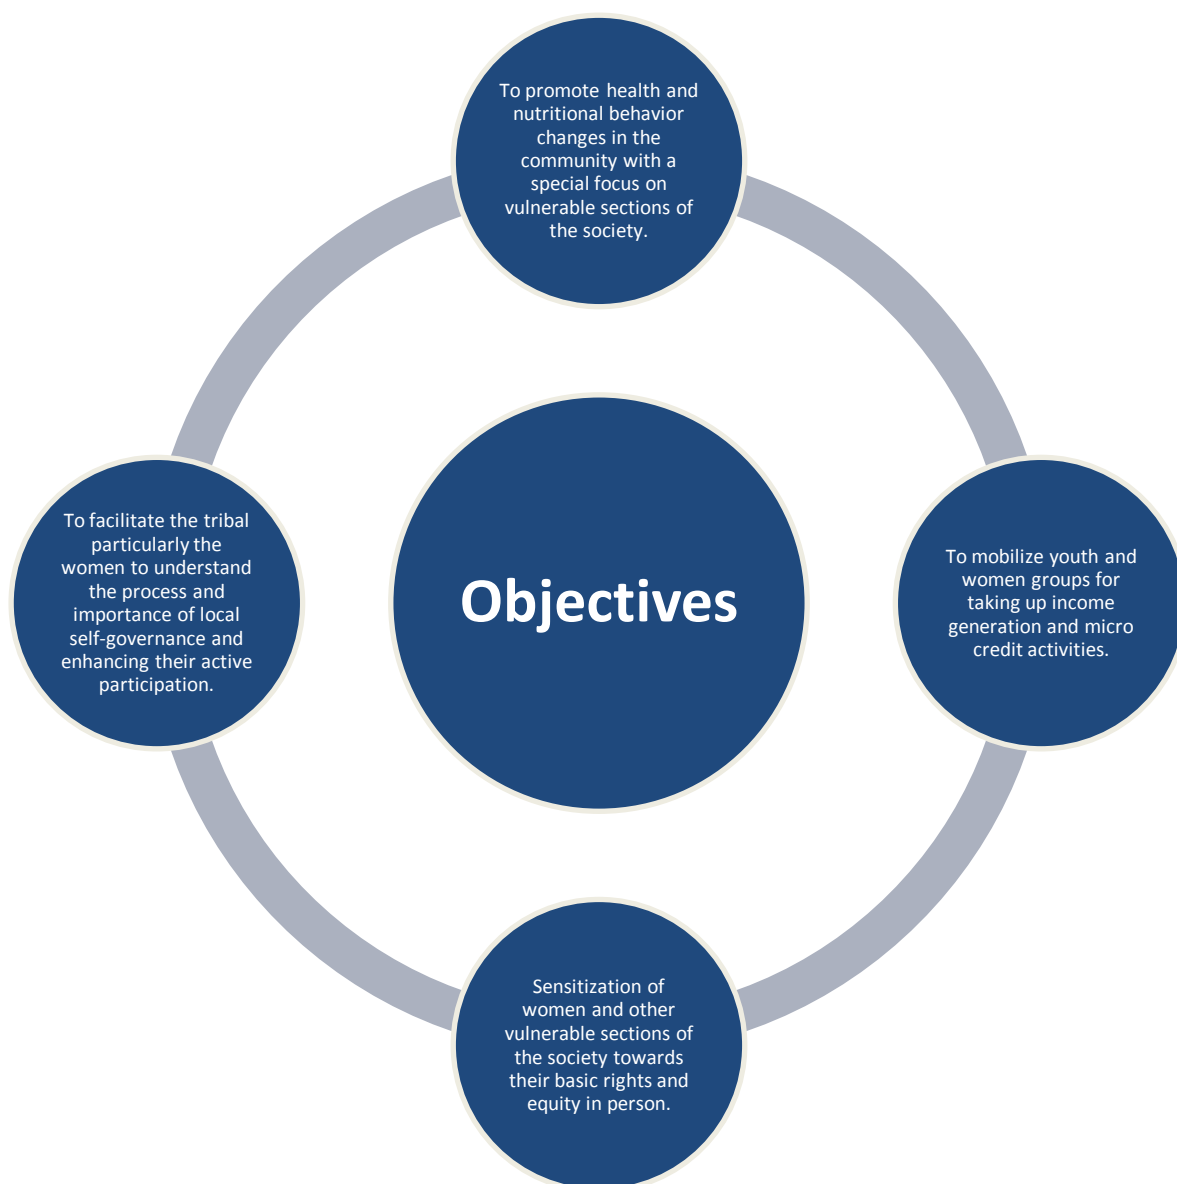 To promote health and
nutritional behavior
changes in the
community with a
special focus on
vulnerable sections of
the society.
To facilitate the tribal
particularly the
women to understand
the process and
importance of local
self-governance and
enhancing their active
participation.
Objectives
To mobilize youth and
women groups for
taking up income
generation and micro
credit activities.
Sensitization of
women and other
vulnerable sections of
the society towards
their basic rights and
equity in person.